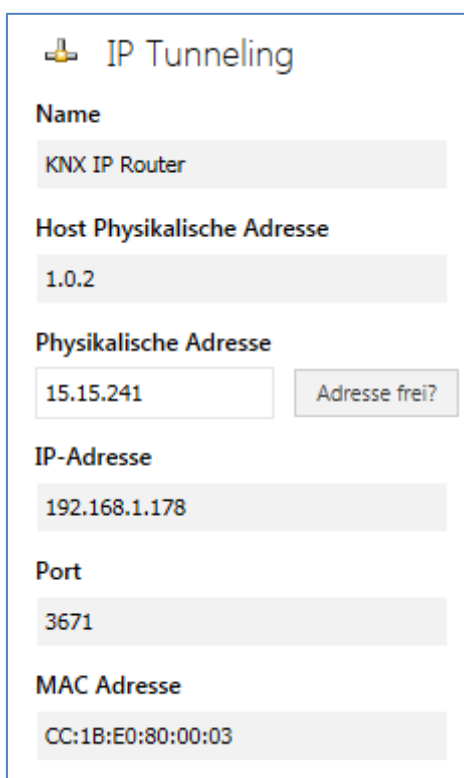 IP Tunneling
Name
KNX IP Router
Host Physikalische Adresse
1.0.2
Physikalische Adresse
15.15.241 Adresse frei?
IP-Adresse
192.168.1.178
Port
3671
MAC Adresse
CC:1B:E0:80:00:03